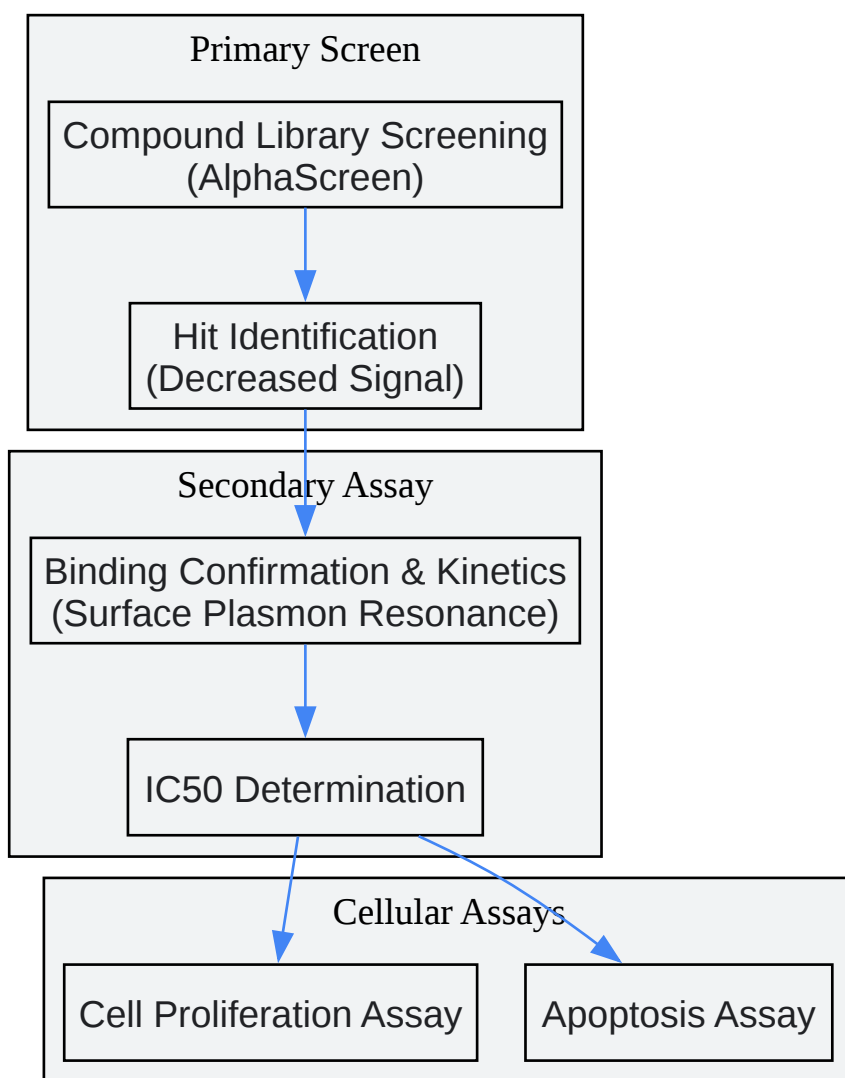 Primary Screen
Compound Library Screening
(AlphaScreen)
Hit Identification
(Decreased Signal)
Secondary Assay
Binding Confirmation & Kinetics
(Surface Plasmon Resonance)
IC50 Determination
Cellular Assays
Cell Proliferation Assay
Apoptosis Assay